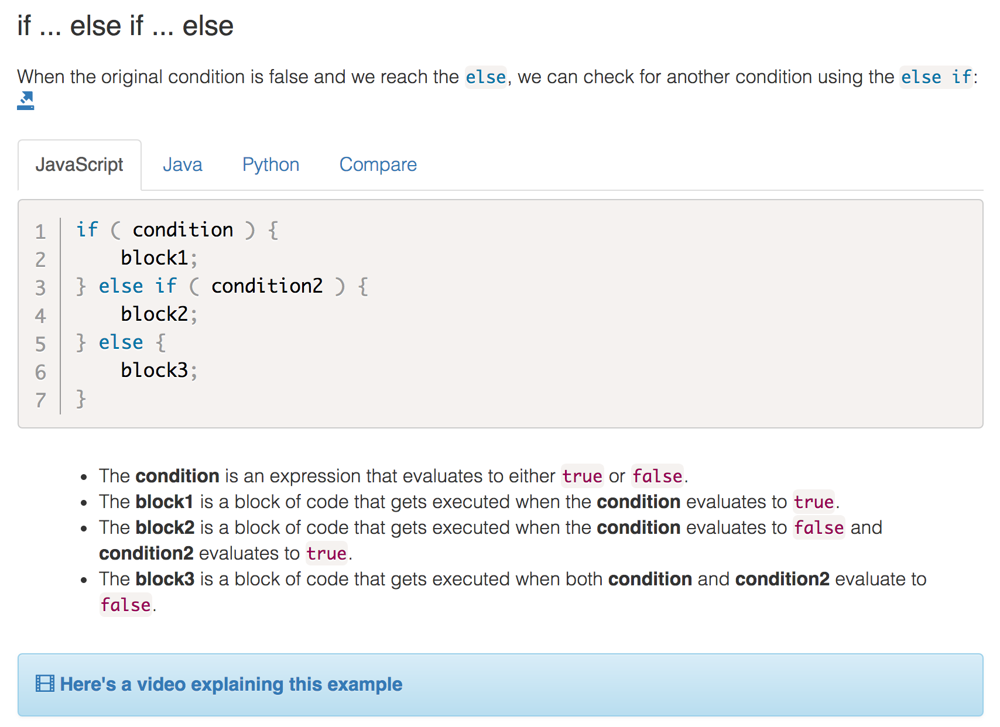 if ... else if ... else
When the original condition is false and we reach the else, we can check for another condition using the else if:
JavaScript Java Python Compare
1 if ( condition ) {
2     block1;
3 } else if ( condition2 ) {
4     block2;
5 } else {
6     block3;
7 }
• The condition is an expression that evaluates to either true or false.
• The block1 is a block of code that gets executed when the condition evaluates to true.
• The block2 is a block of code that gets executed when the condition evaluates to false and
condition2 evaluates to true.
• The block3 is a block of code that gets executed when both condition and condition2 evaluate to
false.
Here's a video explaining this example